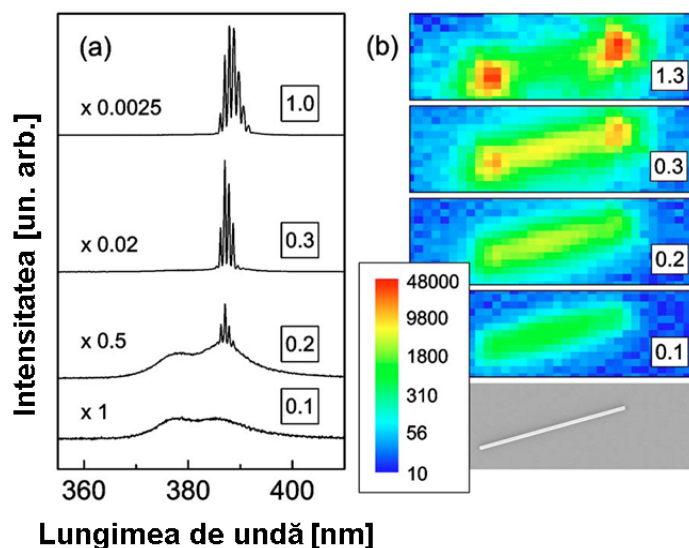 (a)
x 0.0025
1.0
x 0.02
0.3
x 0.5
0.2
x 1
0.1
Intensitatea [un. arb.]
360
380
400
Lungimea de undă [nm]
(b)
1.3
0.3
0.2
0.1
48000
9800
1800
310
56
10